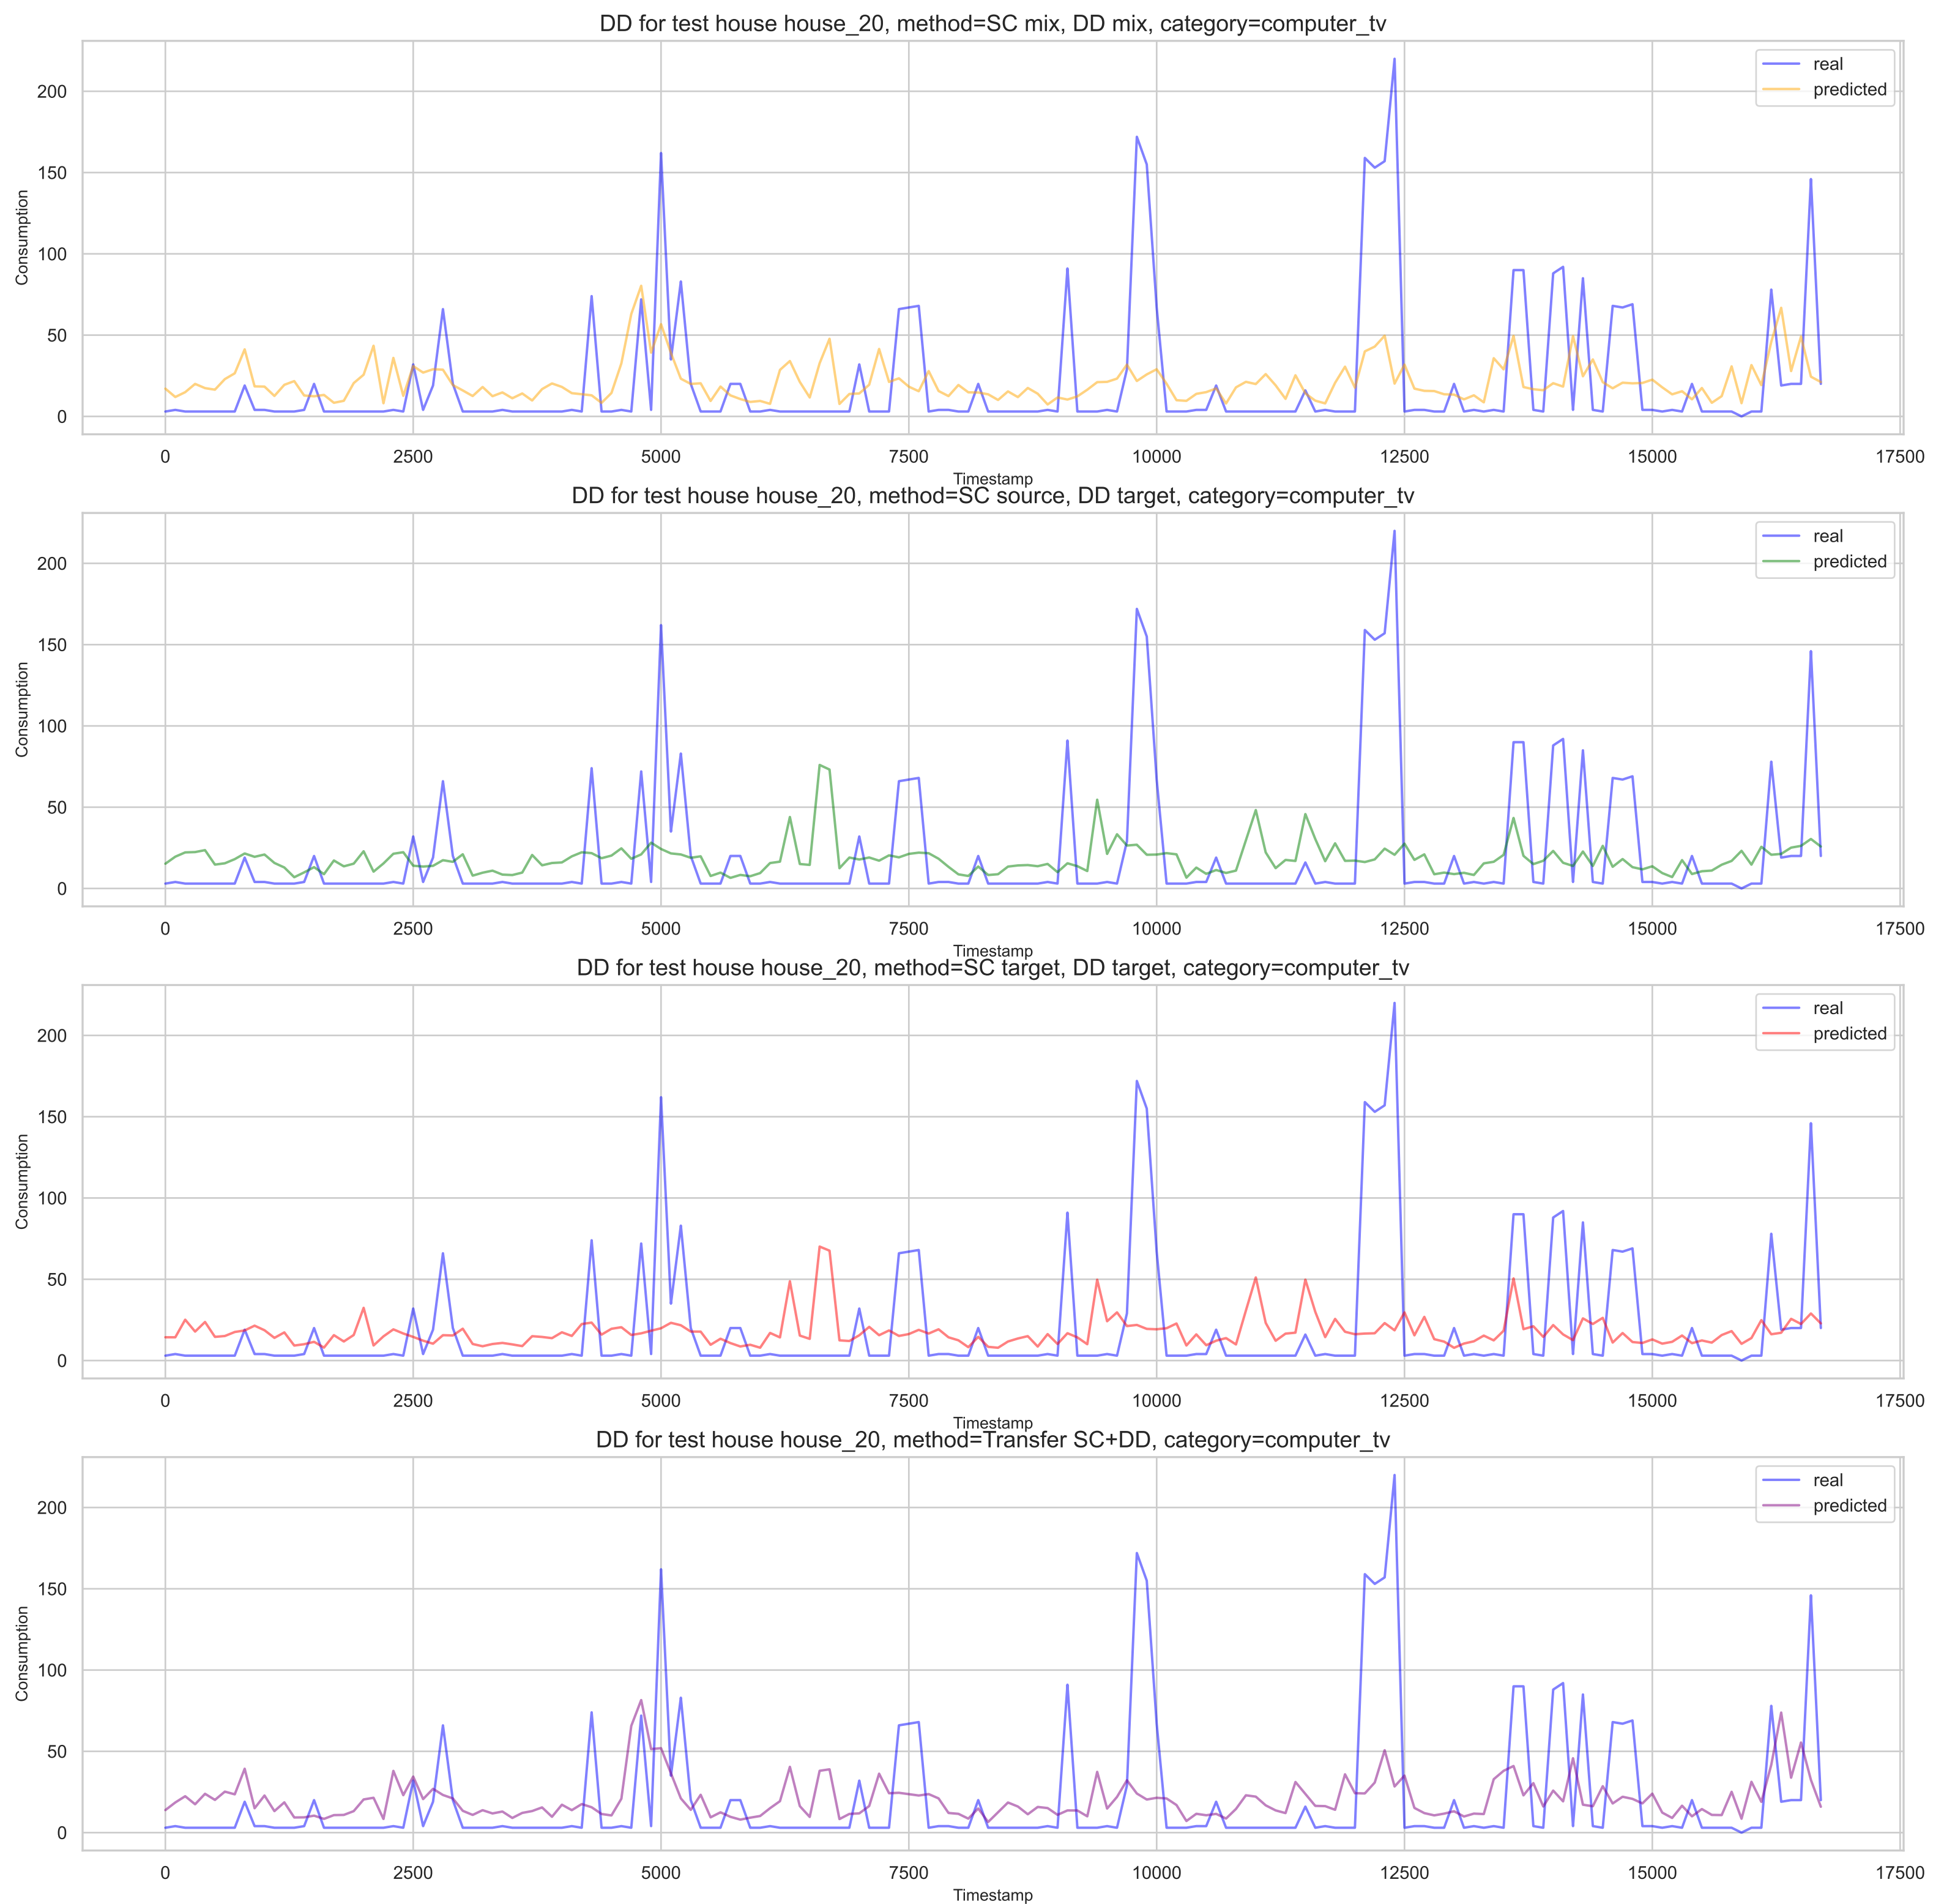 DD for test house house_20, method=SC mix, DD mix, category=computer_tv
real
predicted
200
150
100
50
0
Consumption
0 2500 5000 7500 10000 12500 15000 17500
Timestamp
DD for test house house_20, method=SC source, DD target, category=computer_tv
real
predicted
200
150
100
50
0
Consumption
0 2500 5000 7500 10000 12500 15000 17500
Timestamp
DD for test house house_20, method=SC target, DD target, category=computer_tv
real
predicted
200
150
100
50
0
Consumption
0 2500 5000 7500 10000 12500 15000 17500
Timestamp
DD for test house house_20, method=Transfer SC+DD, category=computer_tv
real
predicted
200
150
100
50
0
Consumption
0 2500 5000 7500 10000 12500 15000 17500
Timestamp